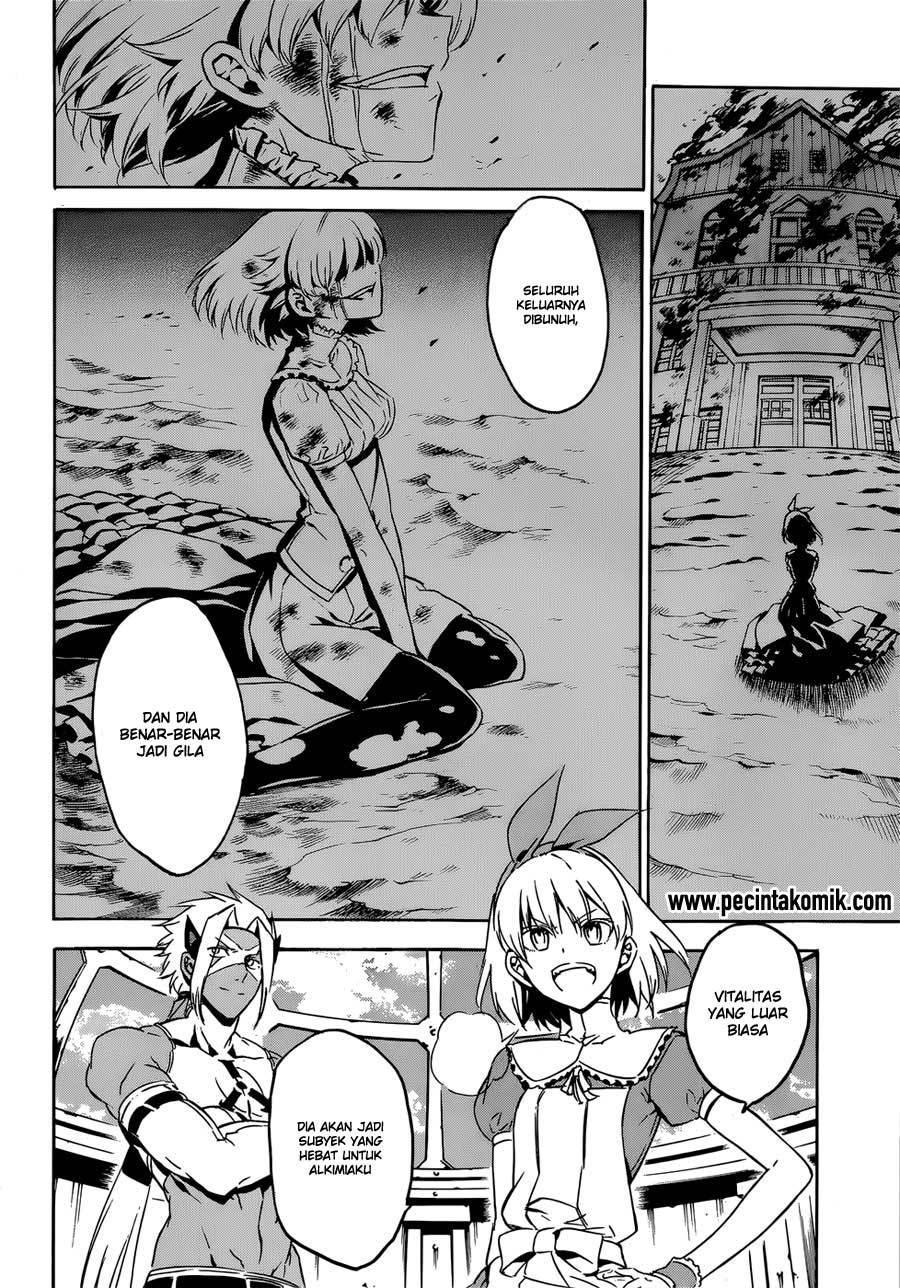 SELURUH
KELUARNYA
DIBUNUH,
DAN DIA
BENAR-BENAR
JADI GILA
www.pecintakomik.com
VITALITAS
YANG LUAR
BIASA
DIA AKAN JADI
SUBYEK YANG
HEBAT UNTUK
ALKIMIAKU